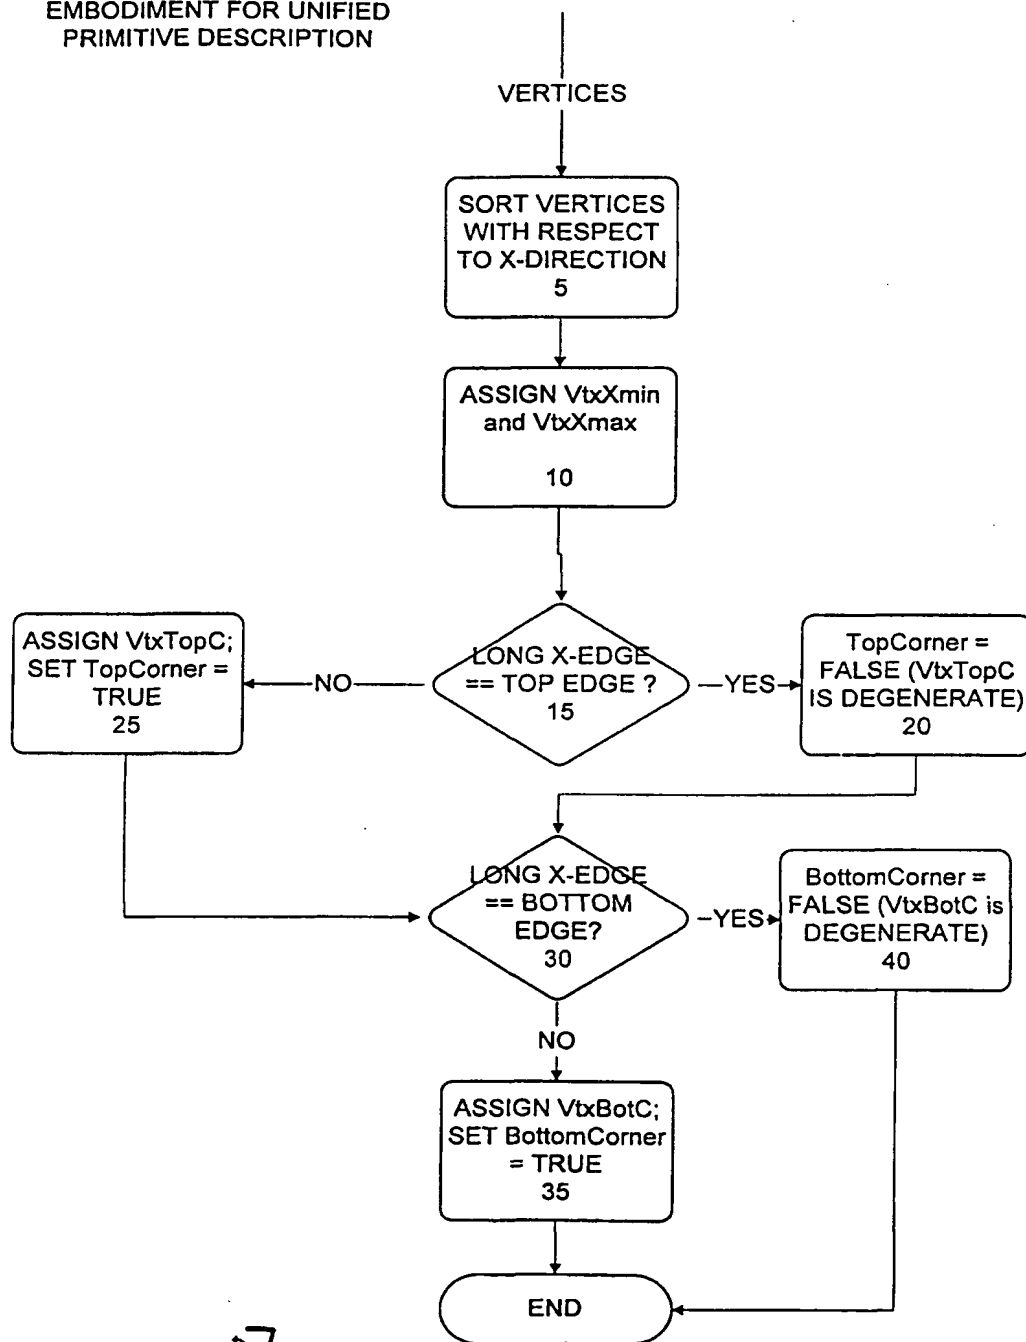 EMBODIMENT FOR UNIFIED
PRIMITIVE DESCRIPTION
VERTICES
SORT VERTICES
WITH RESPECT
TO X-DIRECTION
5
ASSIGN VtxXmin
and VtxXmax
10
LONG X-EDGE
== TOP EDGE ?
15
NO
YES
ASSIGN VtxTopC;
SET TopCorner =
TRUE
25
TopCorner =
FALSE (VtxTopC
IS DEGENERATE)
20
LONG X-EDGE
== BOTTOM
EDGE?
30
YES
BottomCorner =
FALSE (VtxBotC is
DEGENERATE)
40
NO
ASSIGN VtxBotC;
SET BottomCorner
= TRUE
35
END